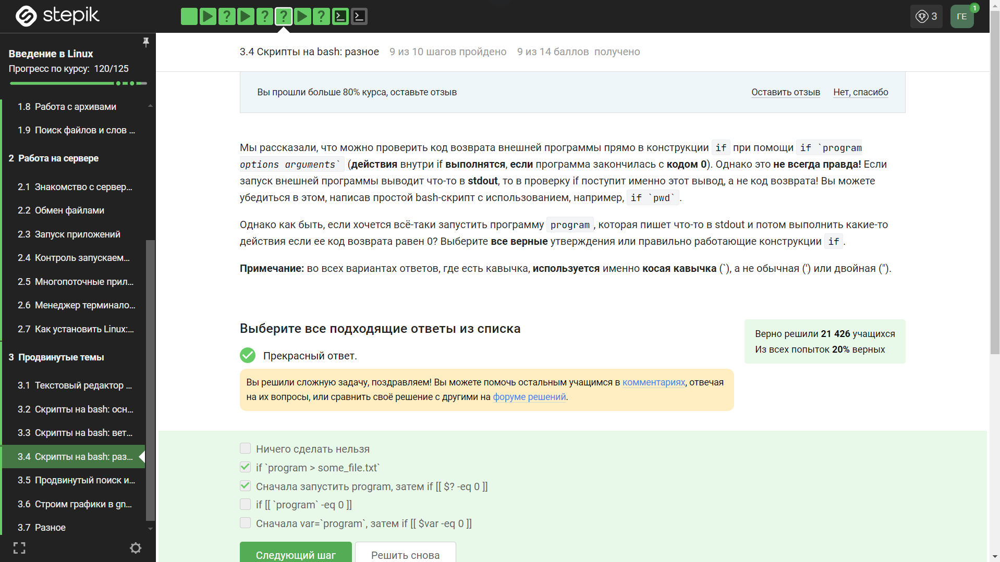 stepik
3
ГЕ
1
Введение в Linux
Прогресс по курсу: 120/125
1.8 Работа с архивами
1.9 Поиск файлов и слов ...
2 Работа на сервере
2.1 Знакомство с сервер...
2.2 Обмен файлами
2.3 Запуск приложений
2.4 Контроль запускаем...
2.5 Многопоточные прил...
2.6 Менеджер терминало...
2.7 Как установить Linux:...
3 Продвинутые темы
3.1 Текстовый редактор ...
3.2 Скрипты на bash: осн...
3.3 Скрипты на bash: вет...
3.4 Скрипты на bash: раз...
3.5 Продвинутый поиск и...
3.6 Строим графики в gn...
3.7 Разное
3.4 Скрипты на bash: разное 9 из 10 шагов пройдено 9 из 14 баллов получено
Вы прошли больше 80% курса, оставьте отзыв Оставить отзыв Нет, спасибо
Мы рассказали, что можно проверить код возврата внешней программы прямо в конструкции if при помощи if `program
options arguments` (действия внутри if выполнятся, если программа закончилась с кодом 0). Однако это не всегда правда! Если
запуск внешней программы выводит что-то в stdout, то в проверку if поступит именно этот вывод, а не код возврата! Вы можете
убедиться в этом, написав простой bash-скрипт с использованием, например, if `pwd`.
Однако как быть, если хочется всё-таки запустить программу program, которая пишет что-то в stdout и потом выполнить какие-то
действия если ее код возврата равен 0? Выберите все верные утверждения или правильно работающие конструкции if.
Примечание: во всех вариантах ответов, где есть кавычка, используется именно косая кавычка (`), а не обычная (') или двойная (").
Выберите все подходящие ответы из списка
Верно решили 21 426 учащихся
Из всех попыток 20% верных
Прекрасный ответ.
Вы решили сложную задачу, поздравляем! Вы можете помочь остальным учащимся в комментариях, отвечая
на их вопросы, или сравнить своё решение с другими на форуме решений.
Ничего сделать нельзя
if `program > some_file.txt`
Сначала запустить program, затем if [[ $? -eq 0 ]]
if [[ `program` -eq 0 ]]
Сначала var=`program`, затем if [[ $var -eq 0 ]]
Следующий шаг
Решить снова